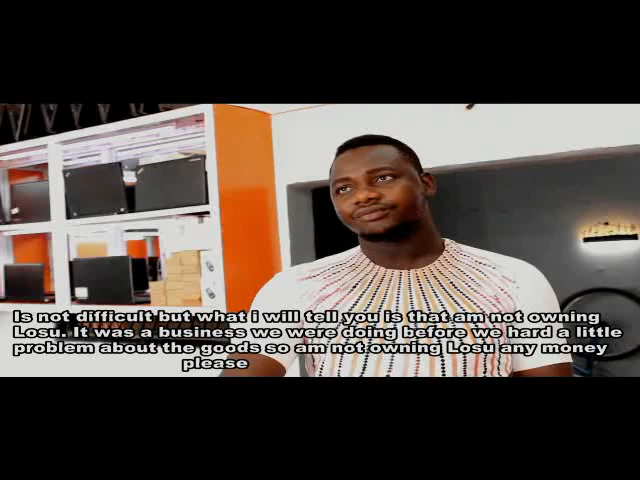 Is not difficult but what i will tell you is that am not owning
Losu. It was a business we were doing before we hard a little
problem about the goods so am not owning Losu any money
please